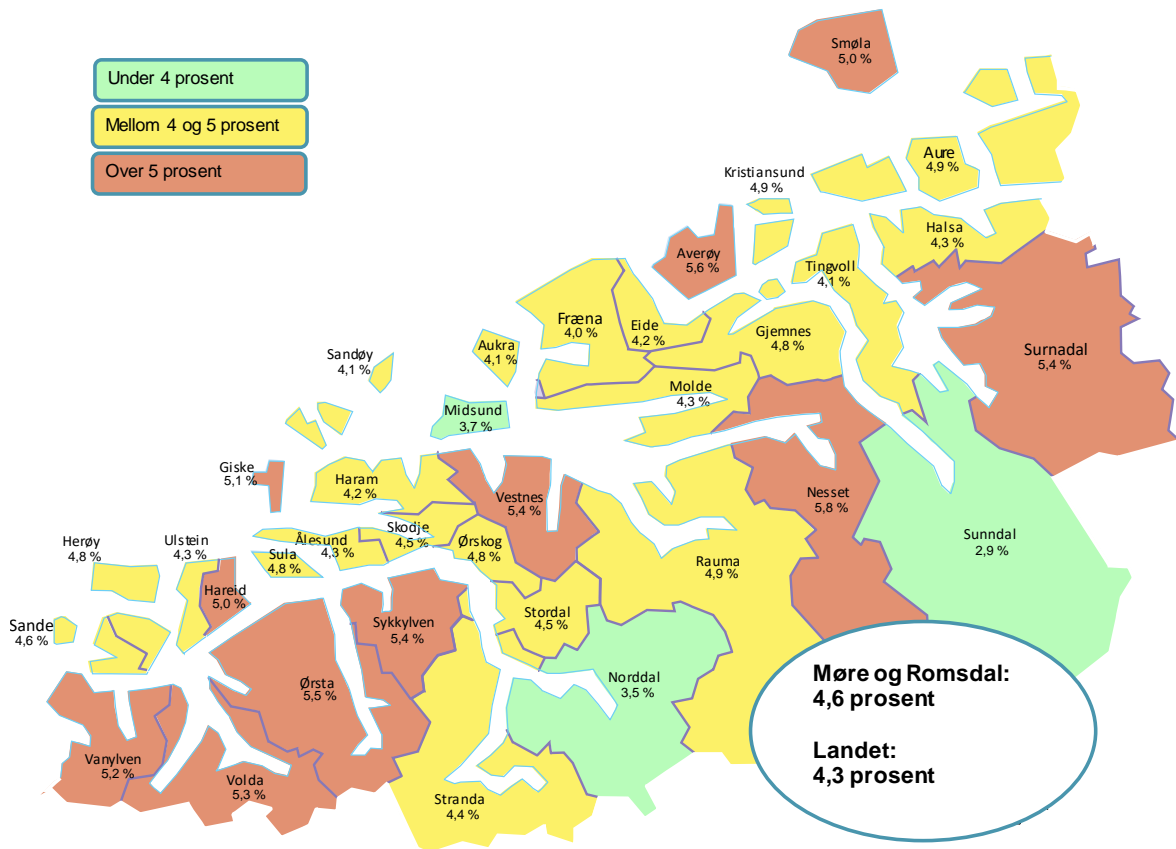 Under 4 prosent
Mellom 4 og 5 prosent
Over 5 prosent
Smøla
5,0 %
Aure
4,9 %
Kristiansund
4,9 %
Halsa
4,3 %
Averøy
5,6 %
Tingvoll
4,1 %
Fræna
4,0 %
Eide
4,2 %
Gjemnes
4,8 %
Surnadal
5,4 %
Aukra
4,1 %
Sandøy
4,1 %
Molde
4,3 %
Midsund
3,7 %
Giske
5,1 %
Haram
4,2 %
Vestnes
5,4 %
Nesset
5,8 %
Sunndal
2,9 %
Skodje
4,5 %
Ørskog
4,8 %
Ålesund
4,3 %
Sula
4,8 %
Rauma
4,9 %
Herøy
4,8 %
Ulstein
4,3 %
Hareid
5,0 %
Sande
4,6 %
Sykkylven
5,4 %
Stordal
4,5 %
Norddal
3,5 %
Ørsta
5,5 %
Vanylven
5,2 %
Volda
5,3 %
Stranda
4,4 %
Møre og Romsdal:
4,6 prosent
Landet:
4,3 prosent